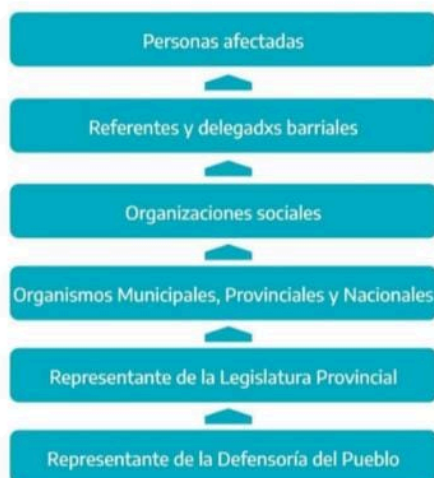 Personas afectadas
Referentes y delegadxs barriales
Organizaciones sociales
Organismos Municipales, Provinciales y Nacionales
Representante de la Legislatura Provincial
Representante de la Defensoría del Pueblo